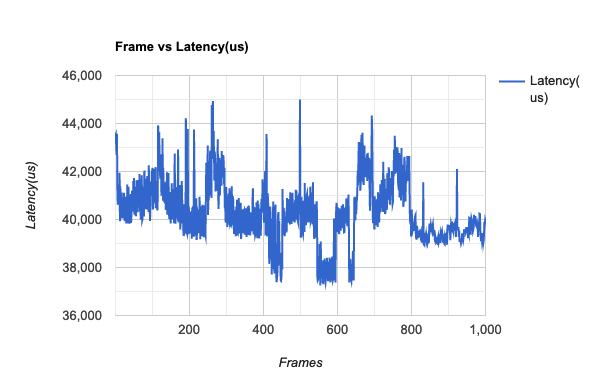 Frame vs Latency(us)
46,000
44,000
42,000
40,000
38,000
36,000
Latency(us)
200
400
600
800
1,000
Frames
Latency(
us)